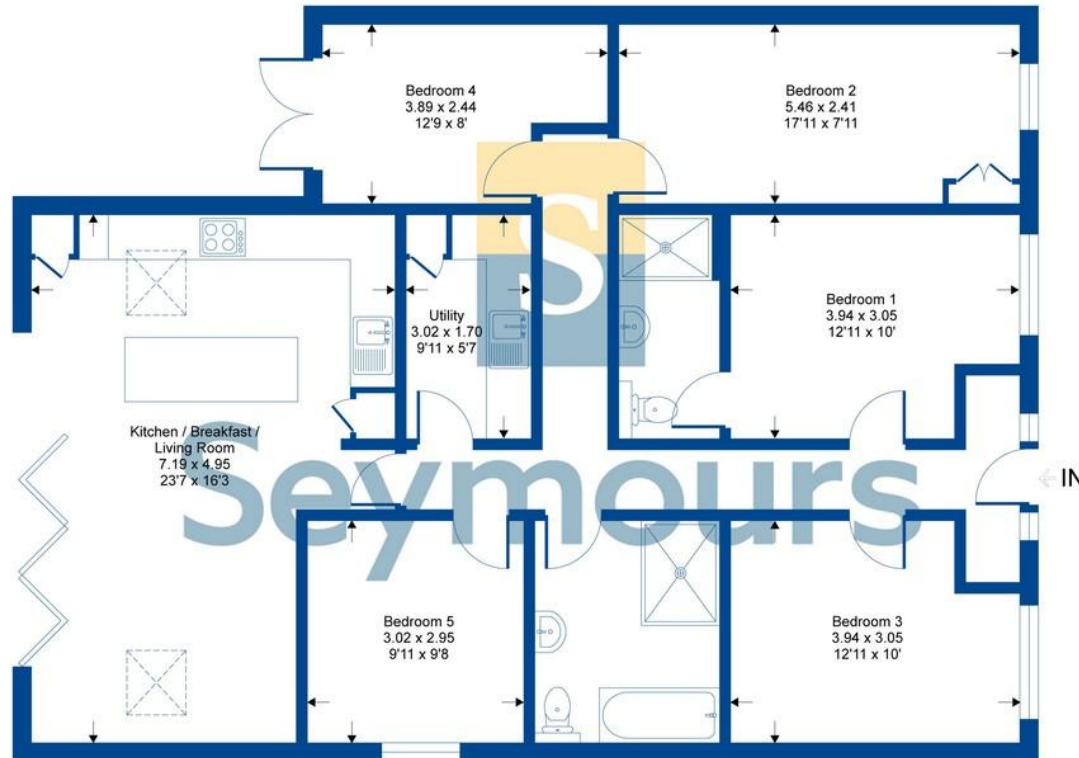 Bedroom 4
3.89 x 2.44
12'9 x 8'
Bedroom 2
5.46 x 2.41
17'11 x 7'11
S
Utility
3.02 x 1.70
9'11 x 5'7
Bedroom 1
3.94 x 3.05
12'11 x 10'
Kitchen / Breakfast /
Living Room
7.19 x 4.95
23'7 x 16'3
IN
Seymours
Bedroom 5
3.02 x 2.95
9'11 x 9'8
Bedroom 3
3.94 x 3.05
12'11 x 10'